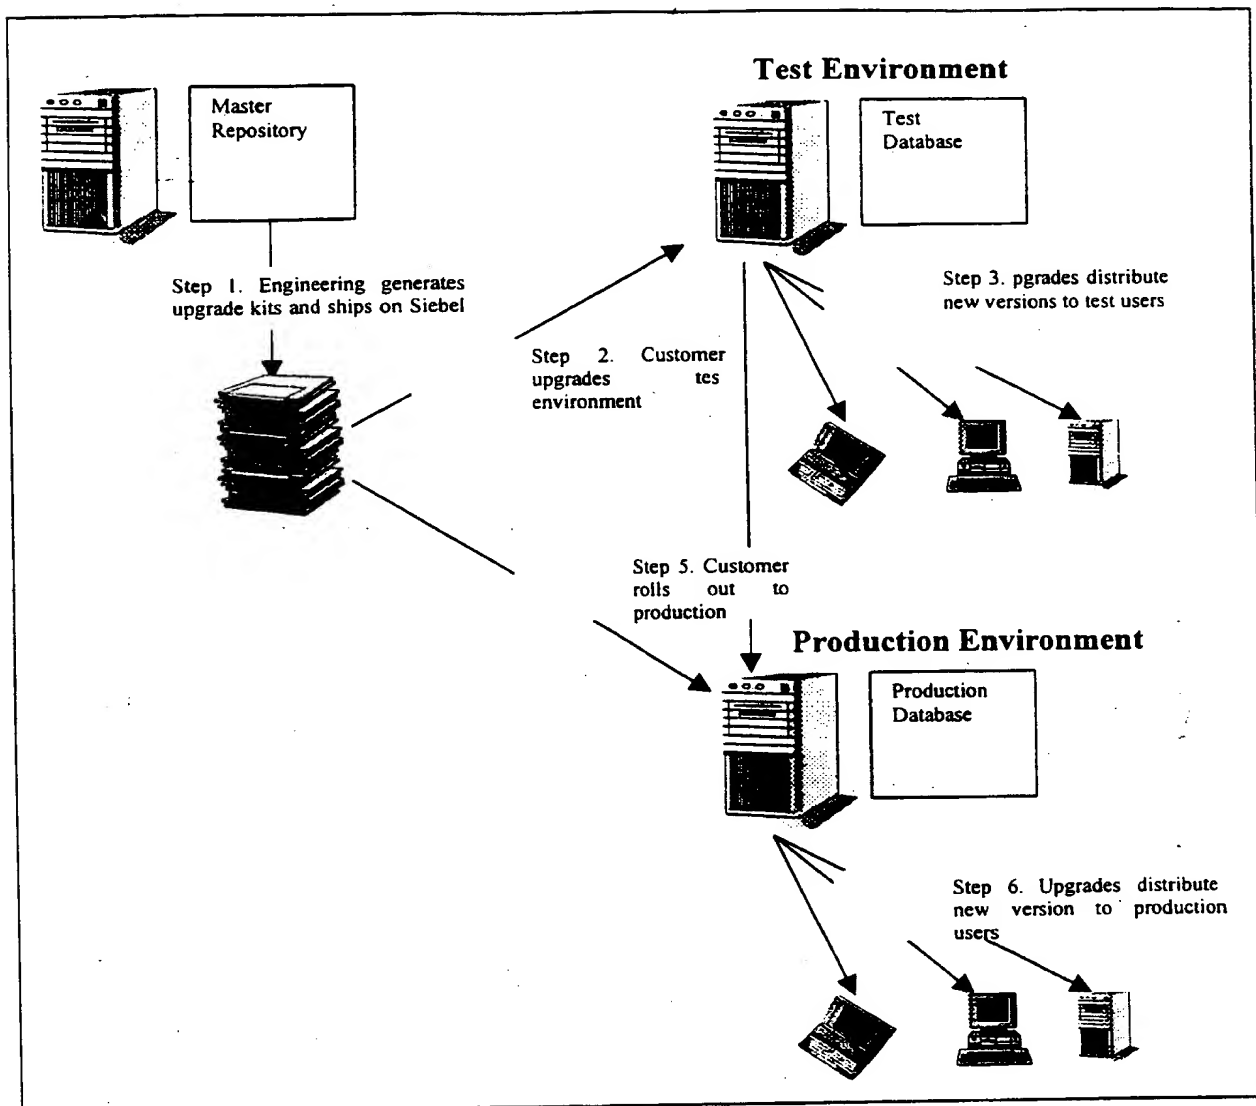 Test Environment
Master
Repository
Test
Database
Step 1. Engineering generates
upgrade kits and ships on Siebel
Step 3. pgrades distribute
new versions to test users
Step 2. Customer
upgrades tes
environment
Step 5. Customer
rolls out to
production
Production Environment
Production
Database
Step 6. Upgrades distribute
new version to production
users